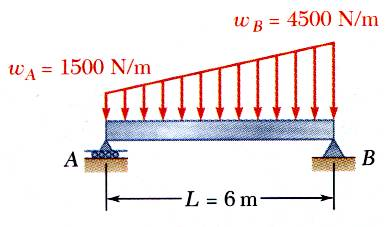 w_B = 4500 N/m
w_A = 1500 N/m
A
B
L = 6 m